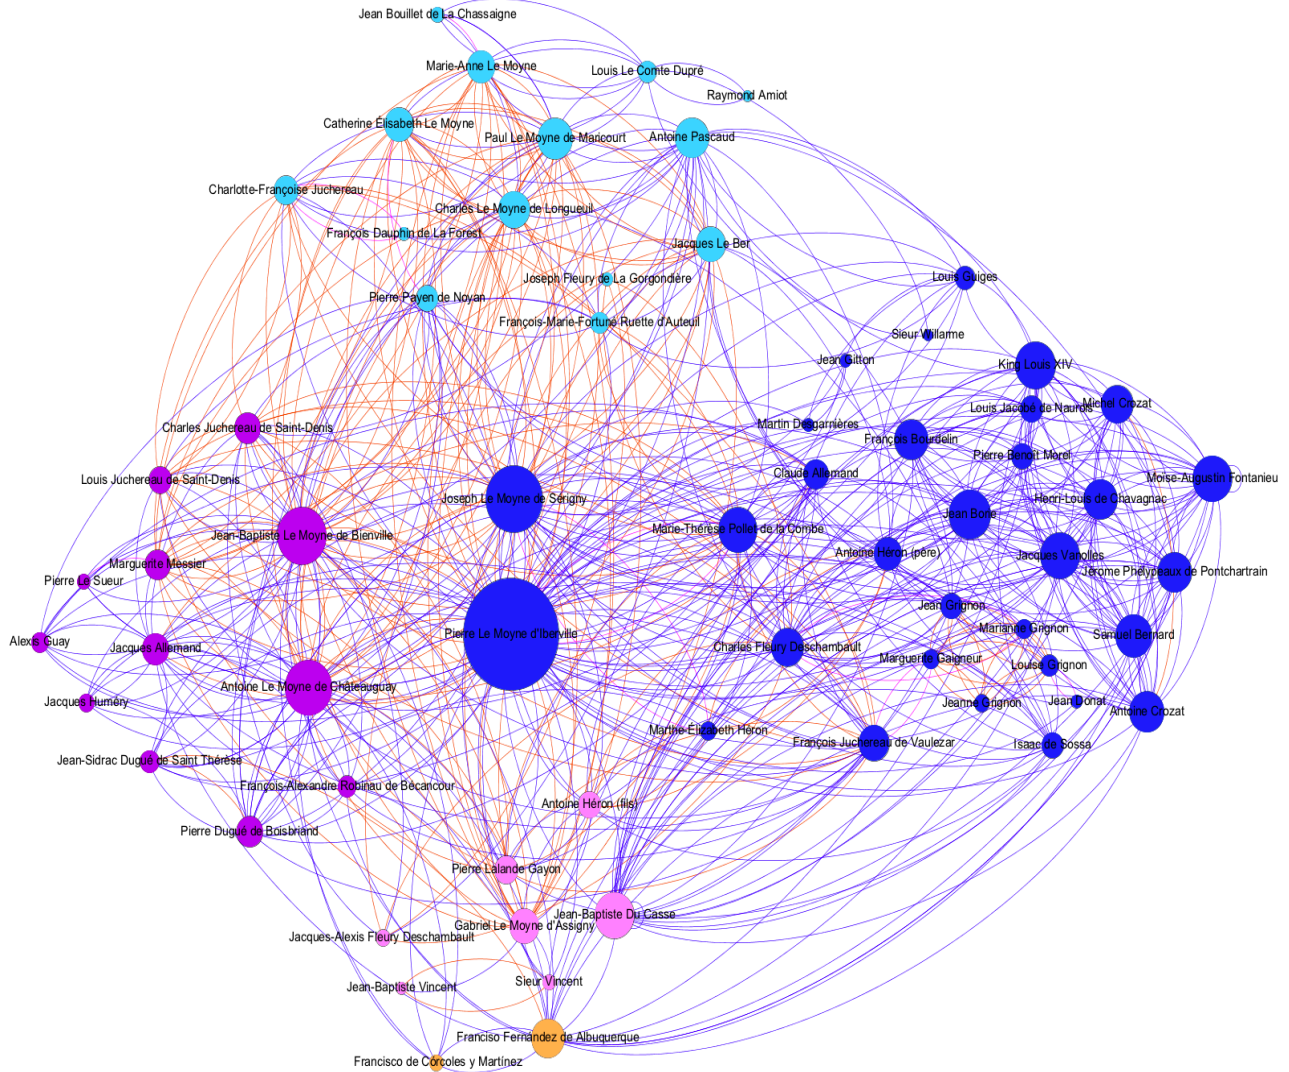 Jean Bouillet de La Chassaigne
Marie-Anne Le Moyne
Louis Le Comte Dupré
Raymond Amiot
Catherine Élisabeth Le Moyne
Paul Le Moyne de Maricourt
Antoine Pascaud
Charlotte-Françoise Juchereau
Charles Le Moyne de Longueuil
François Dauphin de La Forest
Jacques Le Ber
Joseph Fleury de La Gorgondière
Louis Guiges
Pierre Payen de Noyan
François-Marie-Fortuné Ruette d'Auteuil
Sieur Willame
Jean Gitton
King Louis XIV
Louis Jacobé de Naurois
Michel Crozat
Charles Juchereau de Saint-Denis
Martin Desgarnières
François Bourdelin
Pierre Benoît Morel
Louis Juchereau de Saint-Denis
Claude Allemand
Moïse-Augustin Fontanieu
Joseph Le Moyne de Sérigny
Henri-Louis de Chavagnac
Jean Borie
Jean-Baptiste Le Moyne de Bienville
Marie-Thérèse Pollet de la Combe
Antoine Héron (père)
Jacques Vanolles
Marguerite Messier
Jérôme Phélypeaux de Pontchartrain
Pierre Le Sueur
Jean Grignon
Marianne Grignon
Pierre Le Moyne d'Iberville
Samuel Bernard
Alexis Guay
Jacques Allemand
Charles Fleury Deschambault
Marguerite Gaigneur
Louise Grignon
Antoine Le Moyne de Châteauguay
Jacques Huméry
Jeanne Grignon
Jean Donat
Antoine Crozat
Marthe-Élizabeth Héron
François Juchereau de Vaulezar
Isaac de Sossa
Jean-Sidrac Dugué de Saint Thérèse
François-Alexandre Robinau de Bécancour
Antoine Héron (fils)
Pierre Dugué de Boisbriand
Pierre Lalande Gayon
Jean-Baptiste Du Casse
Gabriel Le Moyne d'Assigny
Jacques-Alexis Fleury Deschambault
Sieur Vincent
Jean-Baptiste Vincent
Franciso Fernández de Albuquerque
Francisco de Córcoles y Martínez